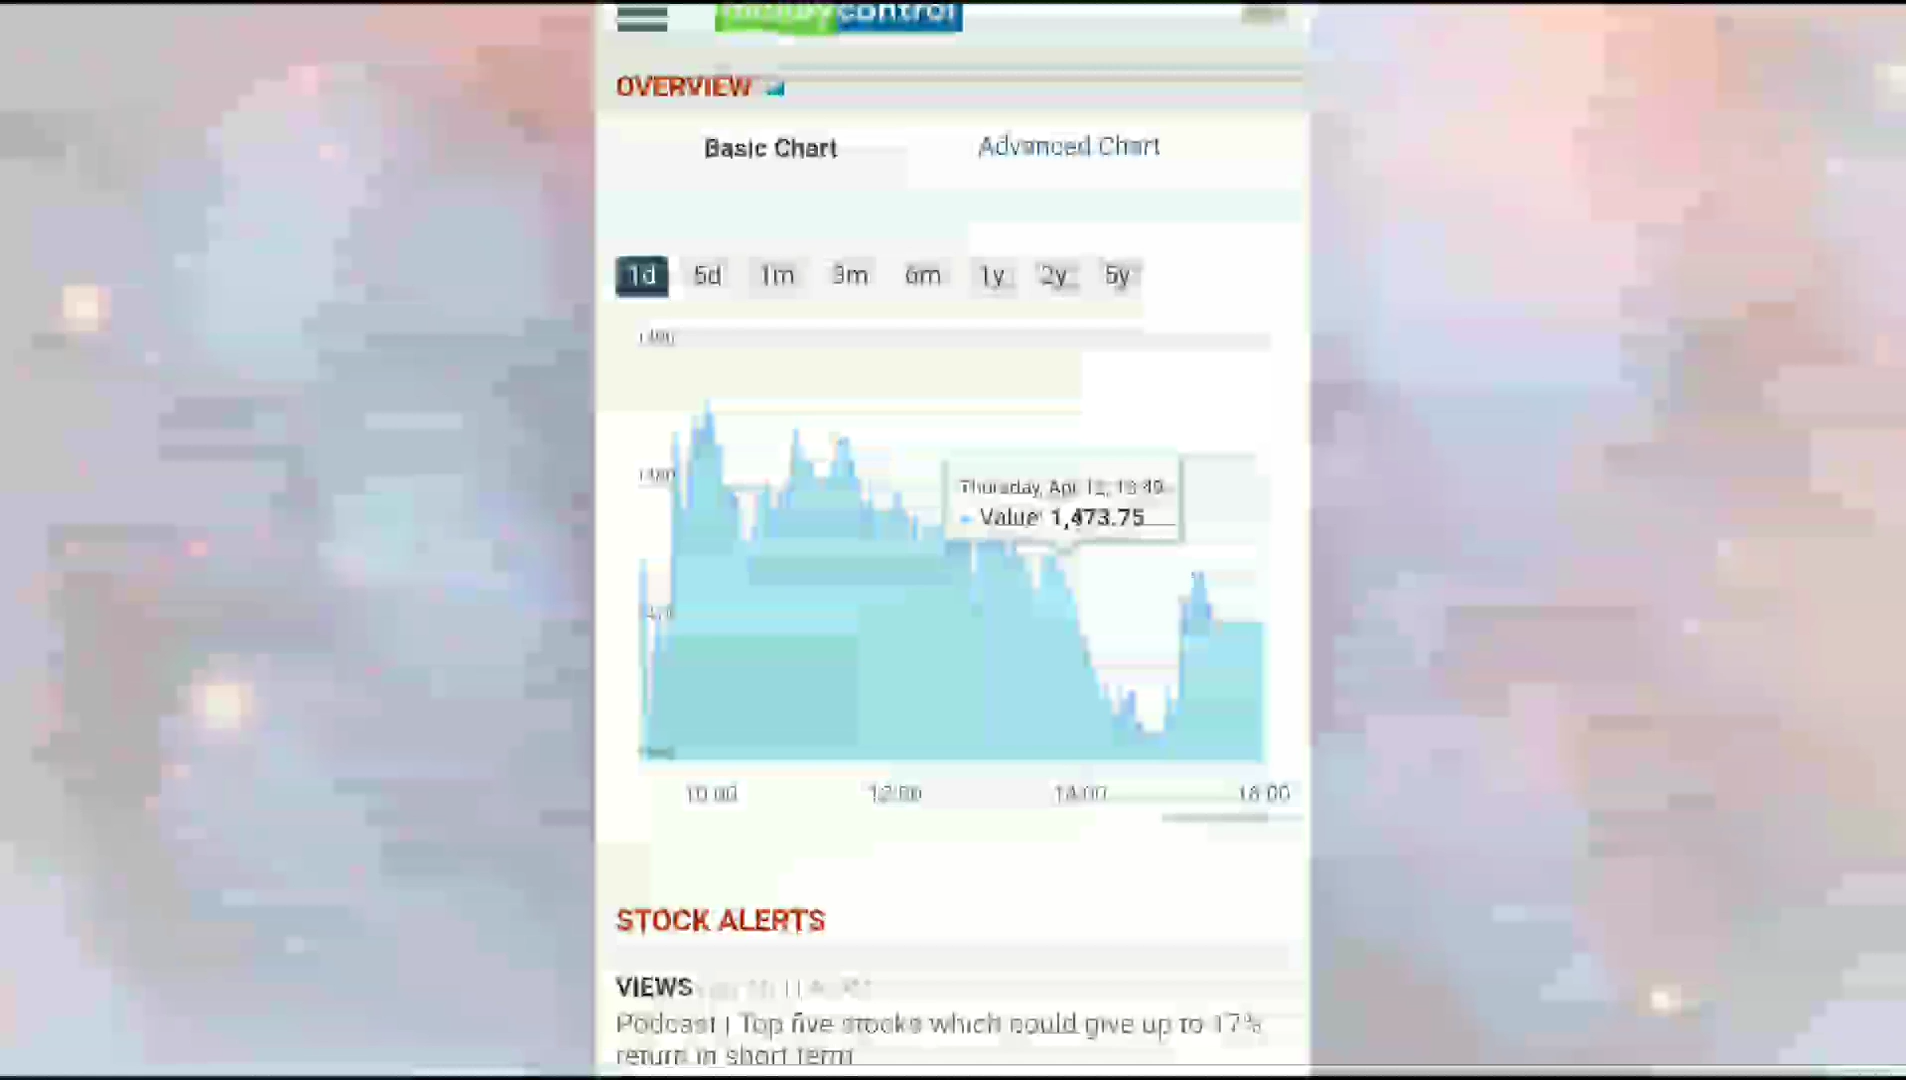 moneycontrol
OVERVIEW
Basic Chart
Advanced Chart
1d 5d 1m 3m 6m 1y 2y 5y
Thursday, Apr 12, 13:49
Value: 1,473.75
10:00 12:00 14:00 16:00
STOCK ALERTS
VIEWS
Podcast | Top five stocks which could give up to 17%
return in short term